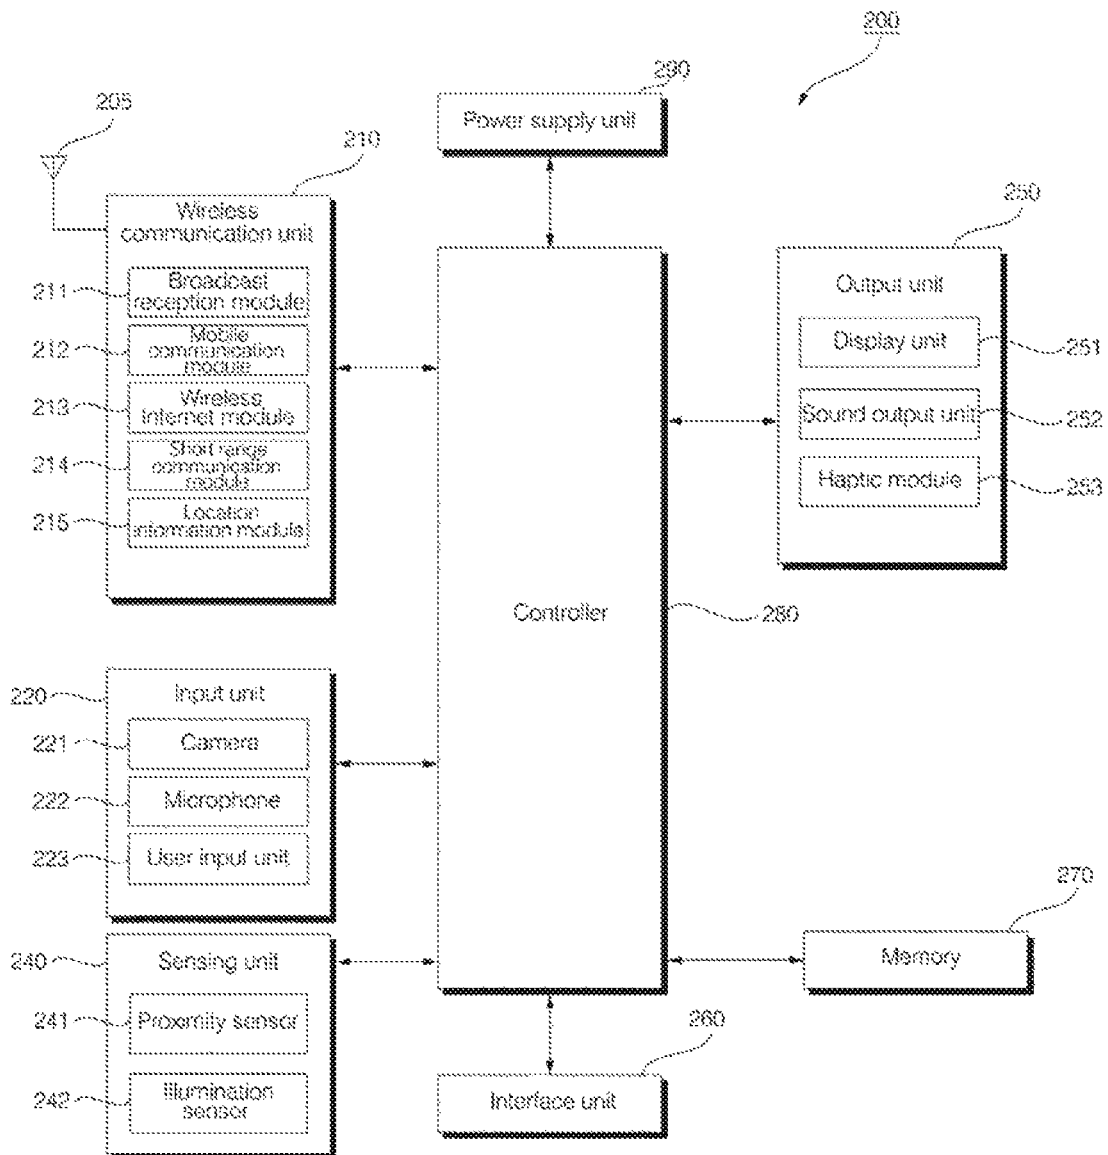 200
290
Power supply unit
205
210
Wireless
communication unit
211
Broadcast
reception module
212
Mobile
communication
module
213
Wireless
Internet module
214
Short range
communication
module
215
Location
information module
250
Output unit
Display unit
251
Sound output unit
252
Haptic module
253
Controller
280
220
Input unit
221
Camera
222
Microphone
223
User input unit
240
Sensing unit
241
Proximity sensor
242
Illumination
sensor
270
Memory
260
Interface unit